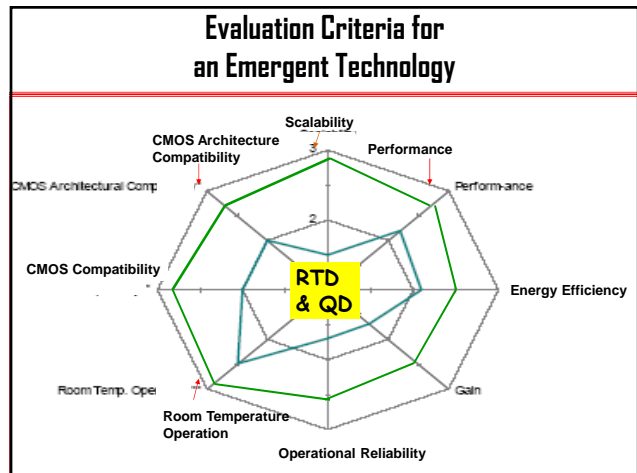 Evaluation Criteria for
an Emergent Technology
Scalability
CMOS Architecture
Compatibility
Performance
3
CMOS Architectural Comp
Perform-ance
2
CMOS Compatibility
RTD
& QD
Energy Efficiency
Room Temp. Ope
Gain
Room Temperature
Operation
Operational Reliability